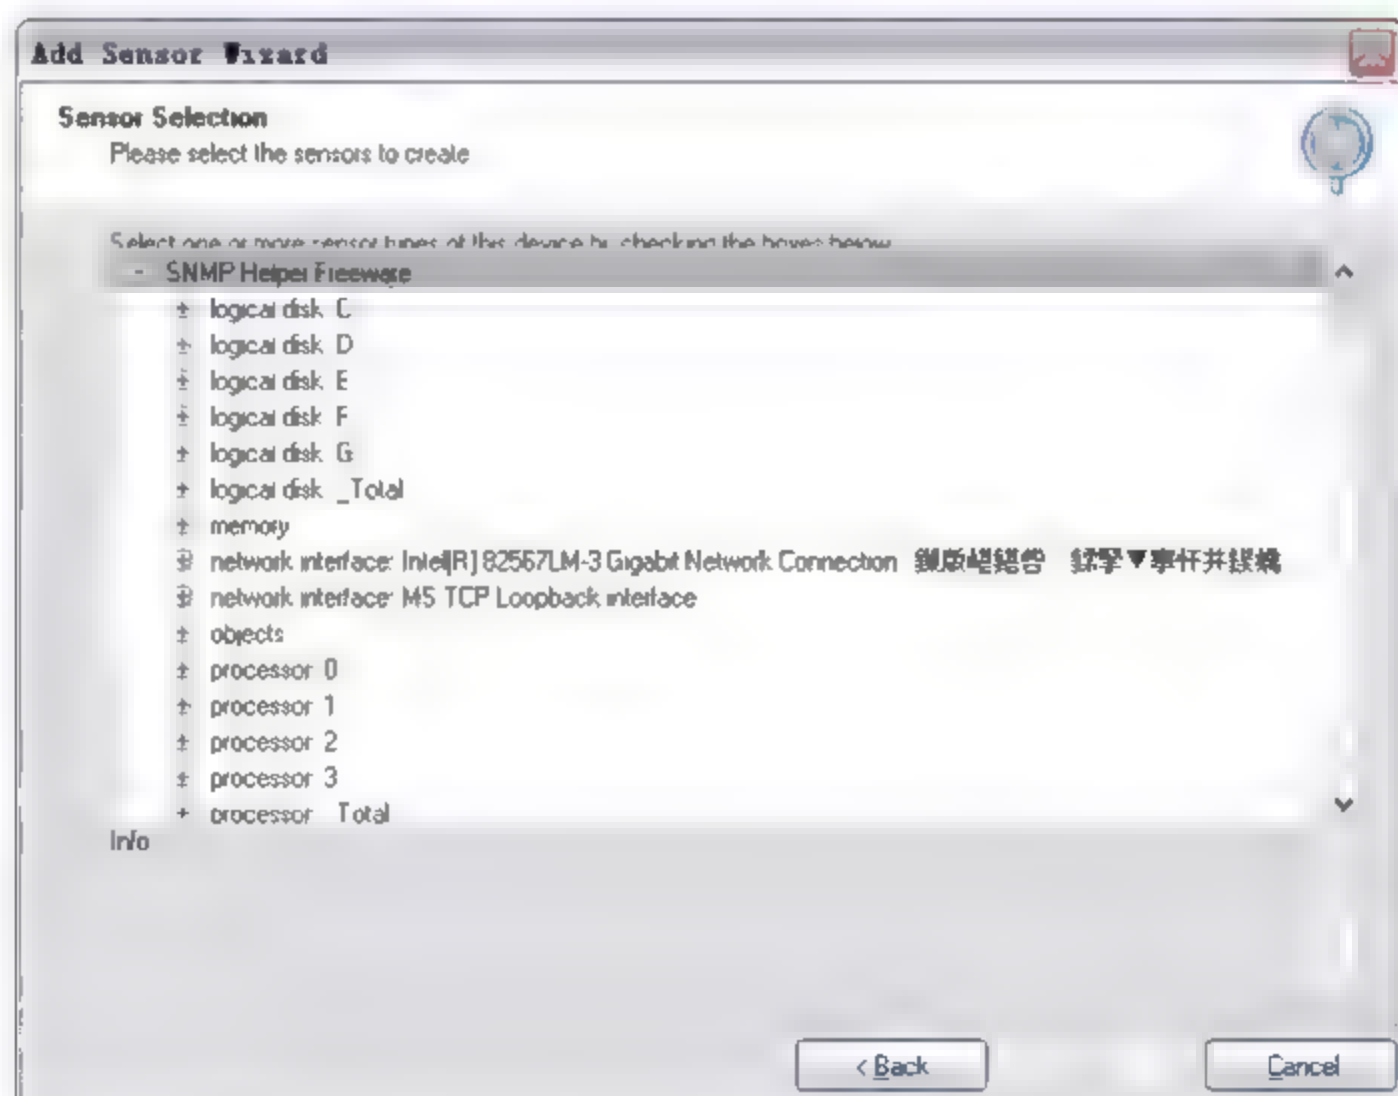 Add Sensor Wizard
Sensor Selection
Please select the sensors to create
Select one or more sensor types of this device by checking the boxes below
- SNMP Helper Freeware
+ logical disk C
+ logical disk D
+ logical disk E
+ logical disk F
+ logical disk G
+ logical disk _Total
+ memory
+ network interface: Intel[R] 82567LM-3 Gigabit Network Connection
+ network interface: MS TCP Loopback interface
+ objects
+ processor 0
+ processor 1
+ processor 2
+ processor 3
+ processor _Total
Info
< Back
Cancel